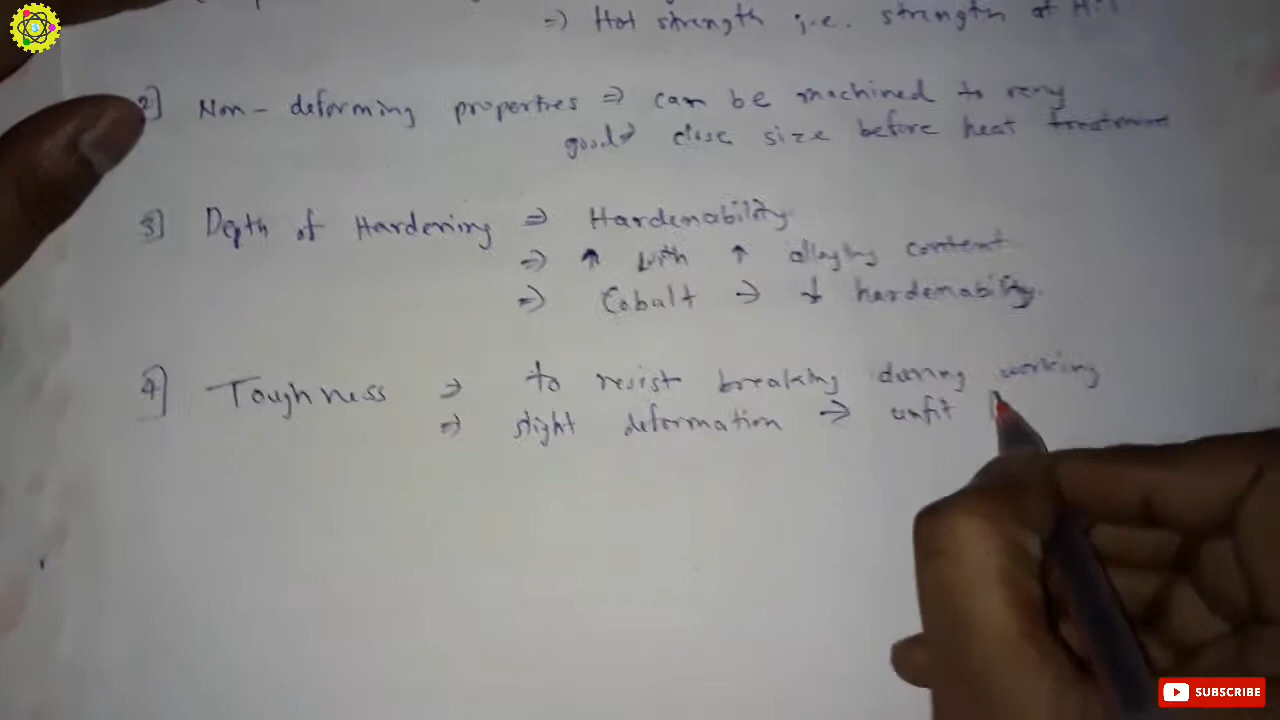 =) Hot strength i.e. strength at H.T
2] Non-deforming properties => can be machined to very
good close size before heat treatment
3] Depth of Hardening => Hardenability
=) ↑ with ↑ alloying content
=) Cobalt → ↓ hardenability
4] Toughness => to resist breaking during working
=) slight deformation → unfit
SUBSCRIBE